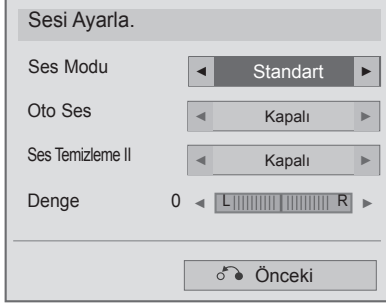 Sesi Ayarla.
Ses Modu ◄ Standart ►
Oto Ses ◄ Kapalı ►
Ses Temizleme II ◄ Kapalı ►
Denge 0 ◄ L R ►
Önceki